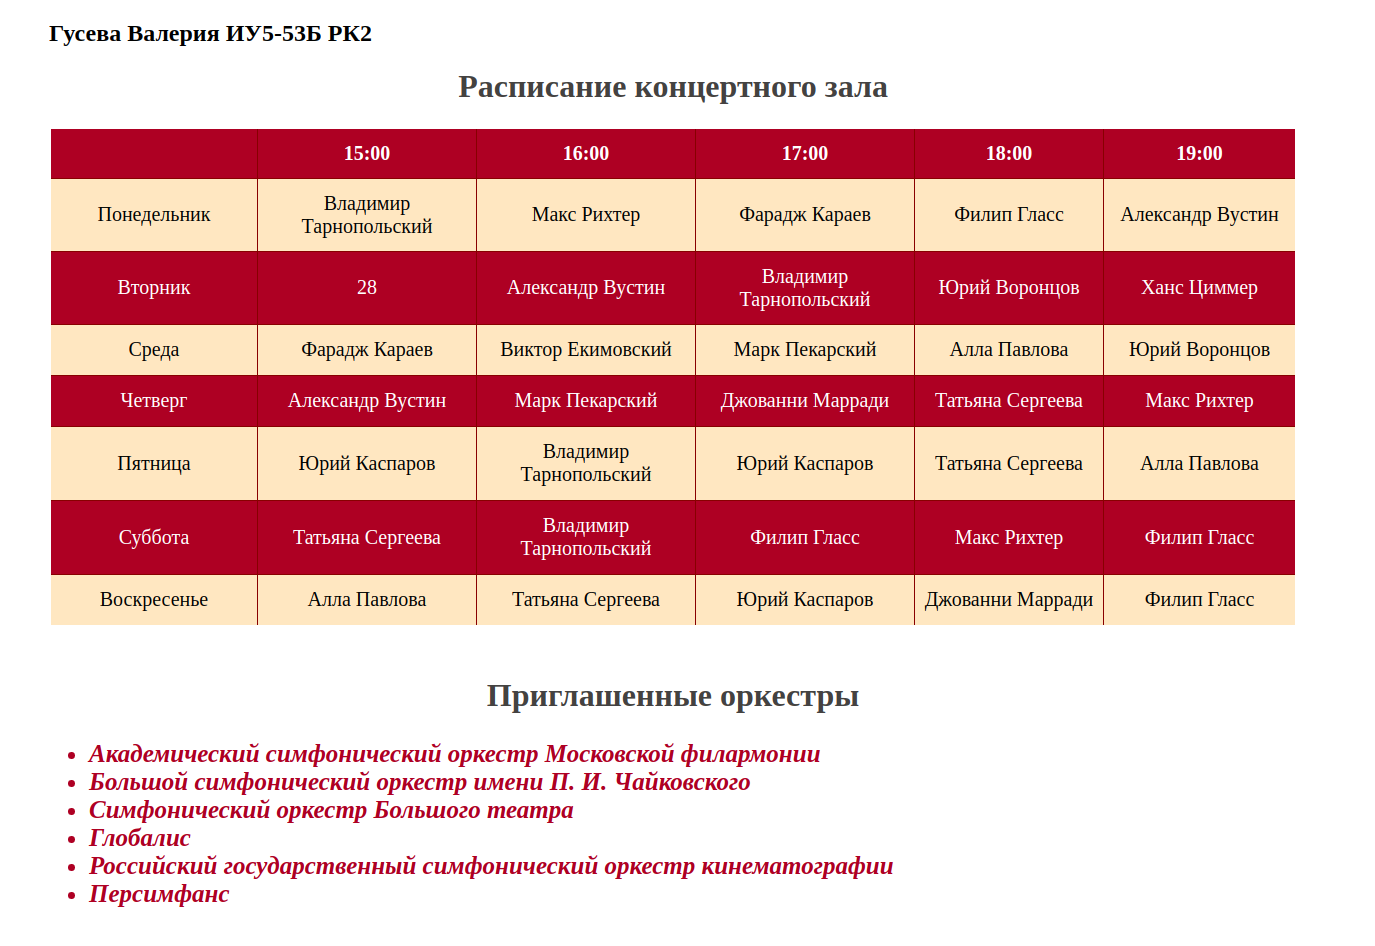 Гусева Валерия ИУ5-53Б РК2
Расписание концертного зала
15:00 16:00 17:00 18:00 19:00
Понедельник Владимир Тарнопольский Макс Рихтер Фарадж Караев Филип Гласс Александр Вустин
Вторник 28 Александр Вустин Владимир Тарнопольский Юрий Воронцов Ханс Циммер
Среда Фарадж Караев Виктор Екимовский Марк Пекарский Алла Павлова Юрий Воронцов
Четверг Александр Вустин Марк Пекарский Джованни Марради Татьяна Сергеева Макс Рихтер
Пятница Юрий Каспаров Владимир Тарнопольский Юрий Каспаров Татьяна Сергеева Алла Павлова
Суббота Татьяна Сергеева Владимир Тарнопольский Филип Гласс Макс Рихтер Филип Гласс
Воскресенье Алла Павлова Татьяна Сергеева Юрий Каспаров Джованни Марради Филип Гласс
Приглашенные оркестры
• Академический симфонический оркестр Московской филармонии
• Большой симфонический оркестр имени П. И. Чайковского
• Симфонический оркестр Большого театра
• Глобалис
• Российский государственный симфонический оркестр кинематографии
• Персимфанс